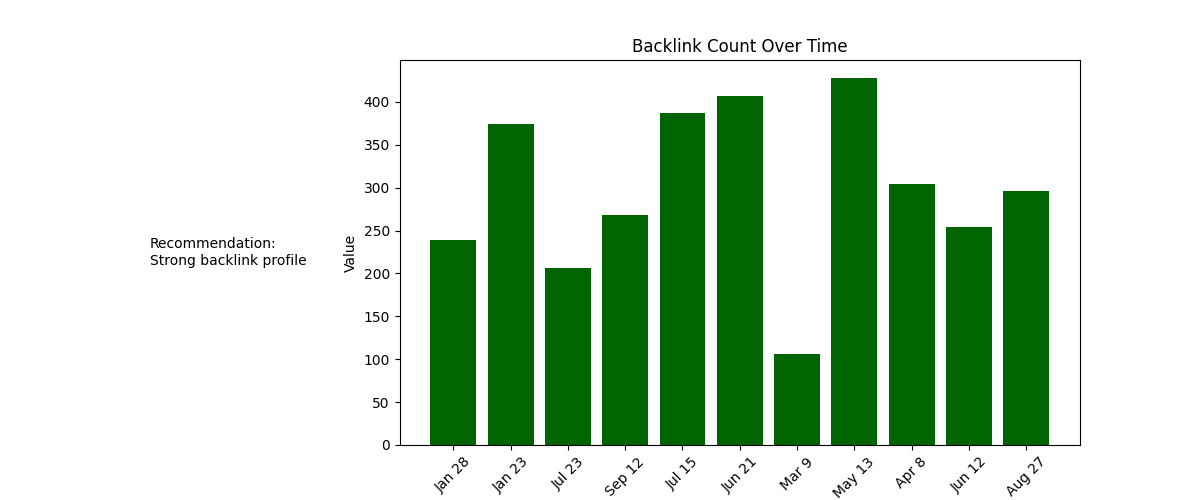 Backlink Count Over Time
Recommendation:
Strong backlink profile
Value
400
350
300
250
200
150
100
50
0
Jan 28
Jan 23
Jul 23
Sep 12
Jul 15
Jun 21
Mar 9
May 13
Apr 8
Jun 12
Aug 27